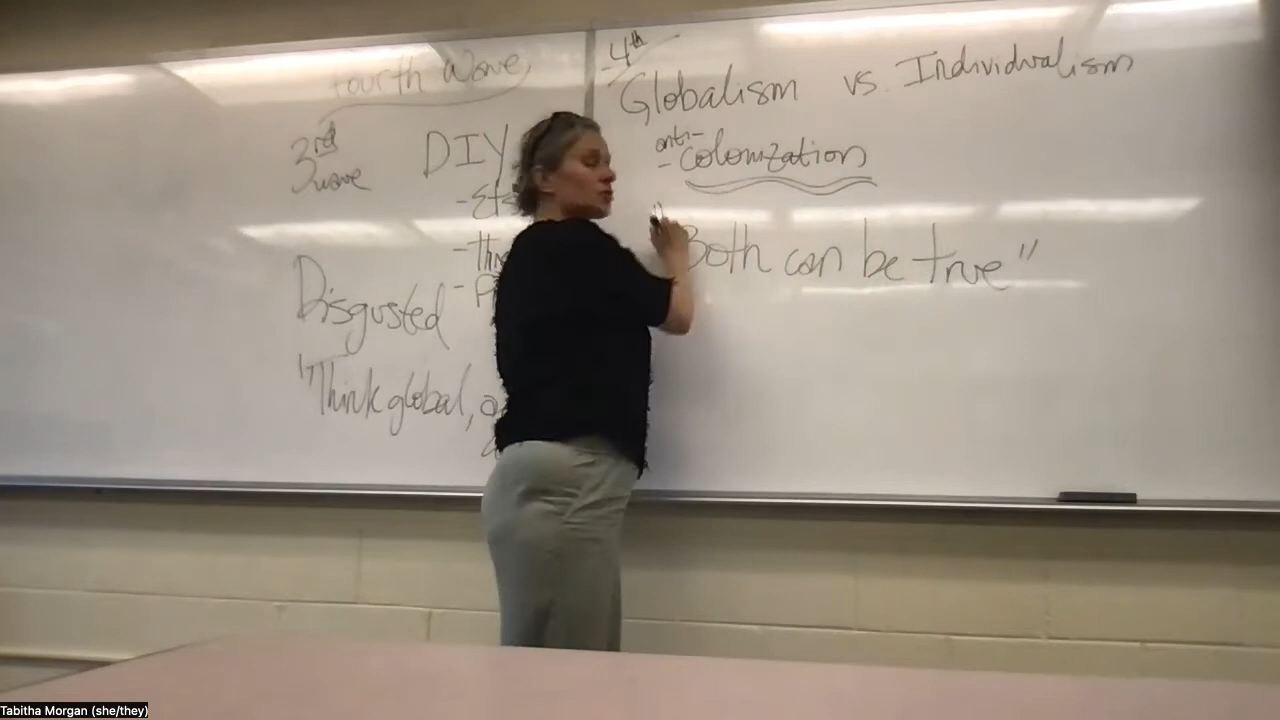 Fourth Wave
3rd
wave
DIY
Disgusted
"Think global,
4th
Globalism vs. Individualism
anti-
- colonization
Both can be true"
Tabitha Morgan (she/they)